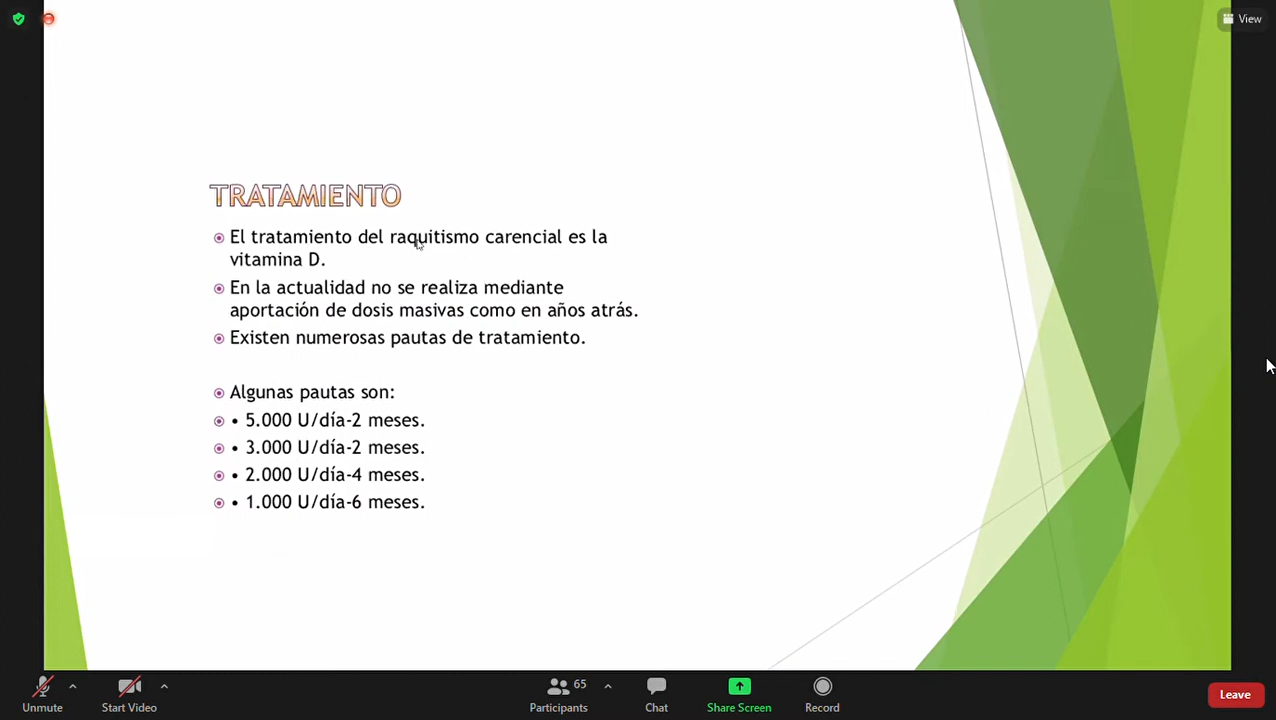 View
TRATAMIENTO
El tratamiento del raquitismo carencial es la
vitamina D.
En la actualidad no se realiza mediante
aportación de dosis masivas como en años atrás.
Existen numerosas pautas de tratamiento.
Algunas pautas son:
• 5.000 U/día-2 meses.
• 3.000 U/día-2 meses.
• 2.000 U/día-4 meses.
• 1.000 U/día-6 meses.
Unmute
Start Video
65
Participants
Chat
Share Screen
Record
Leave